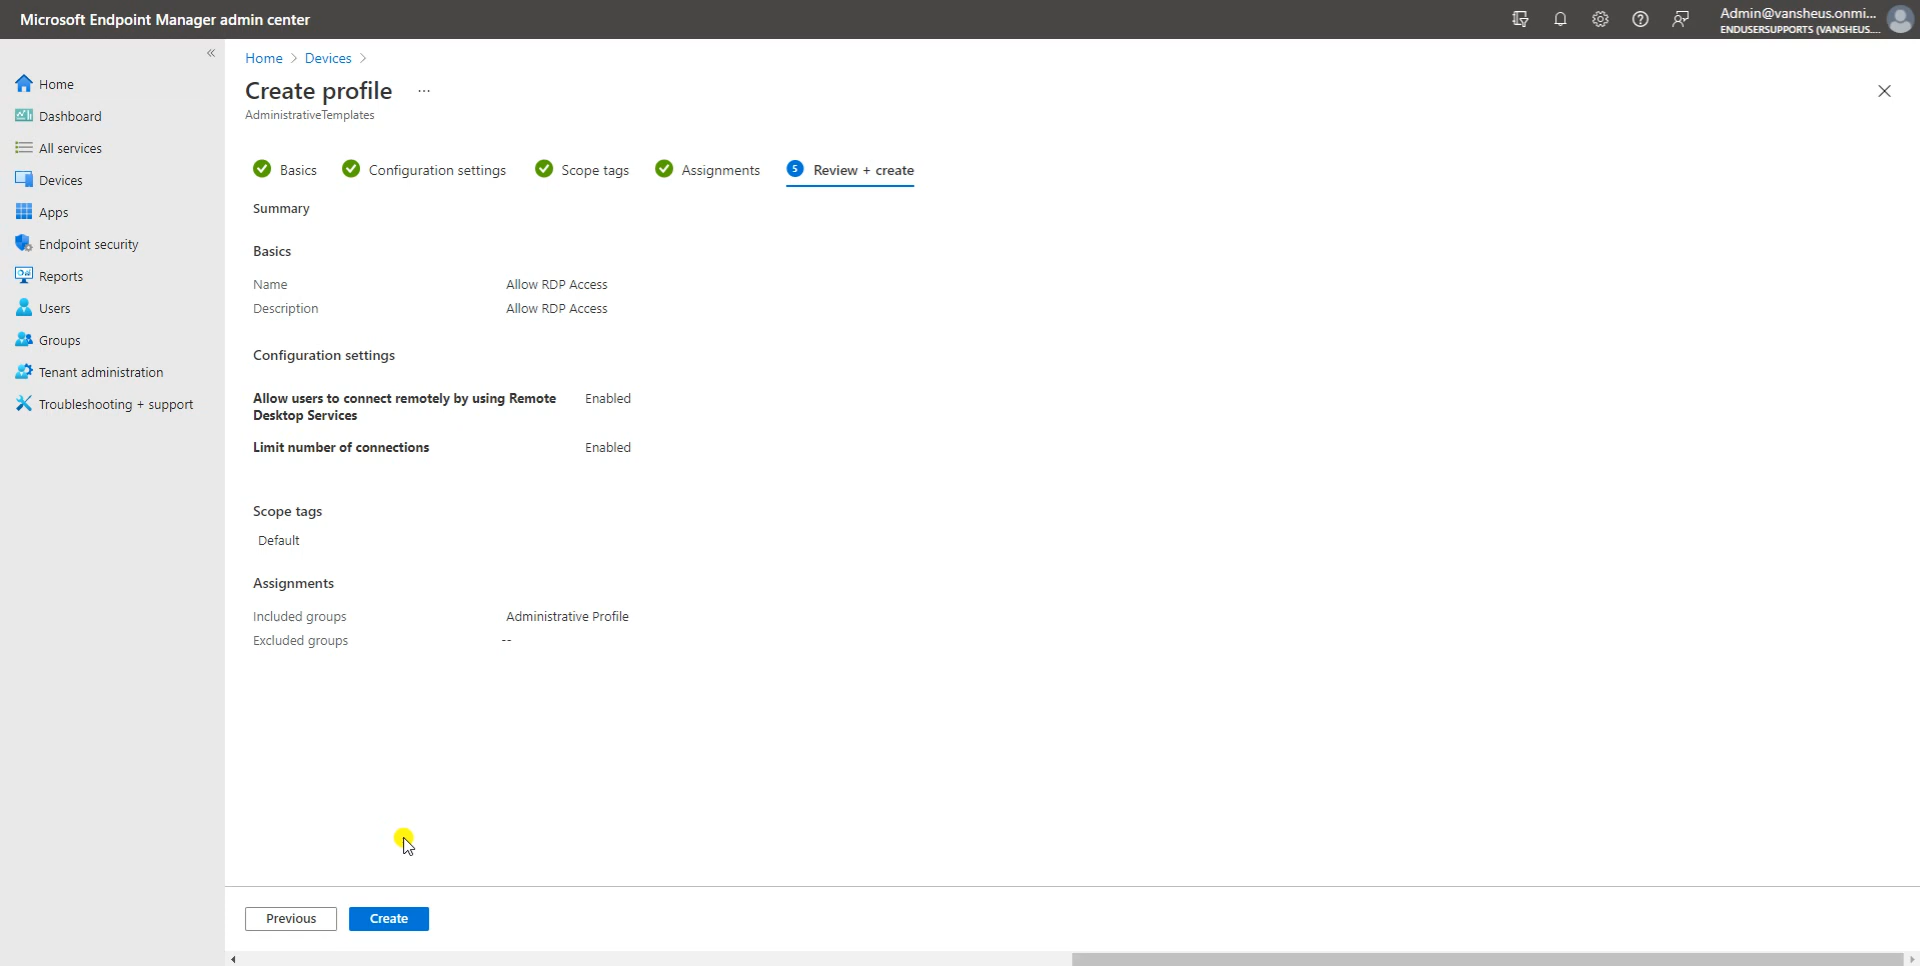 Microsoft Endpoint Manager admin center
Admin@vansheus.onmi...
ENDUSERSUPPORTS (VANSHEUS....
«
Home > Devices >
Create profile ...
AdministrativeTemplates
Home
Dashboard
All services
Devices
Apps
Endpoint security
Reports
Users
Groups
Tenant administration
Troubleshooting + support
Basics
Configuration settings
Scope tags
Assignments
5 Review + create
Summary
Basics
Name Allow RDP Access
Description Allow RDP Access
Configuration settings
Allow users to connect remotely by using Remote Enabled
Desktop Services
Limit number of connections Enabled
Scope tags
Default
Assignments
Included groups Administrative Profile
Excluded groups --
Previous Create